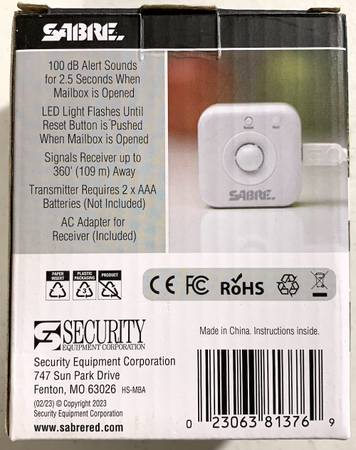 SABRE.
100 dB Alert Sounds
for 2.5 Seconds When
Mailbox is Opened
LED Light Flashes Until
Reset Button is Pushed
When Mailbox is Opened
Signals Receiver up to
360' (109 m) Away
Transmitter Requires 2 x AAA
Batteries (Not Included)
AC Adapter for
Receiver (Included)
SABRE.
PAPER INSERT
PLASTIC PACKAGING
PRODUCT
CE FC RoHS
S SECURITY
EQUIPMENT CORPORATION
Made in China. Instructions inside.
Security Equipment Corporation
747 Sun Park Drive
Fenton, MO 63026 HS-MBA
(02/23) © Copyright 2023
Security Equipment Corporation
www.sabrered.com
0 23063 81376 9